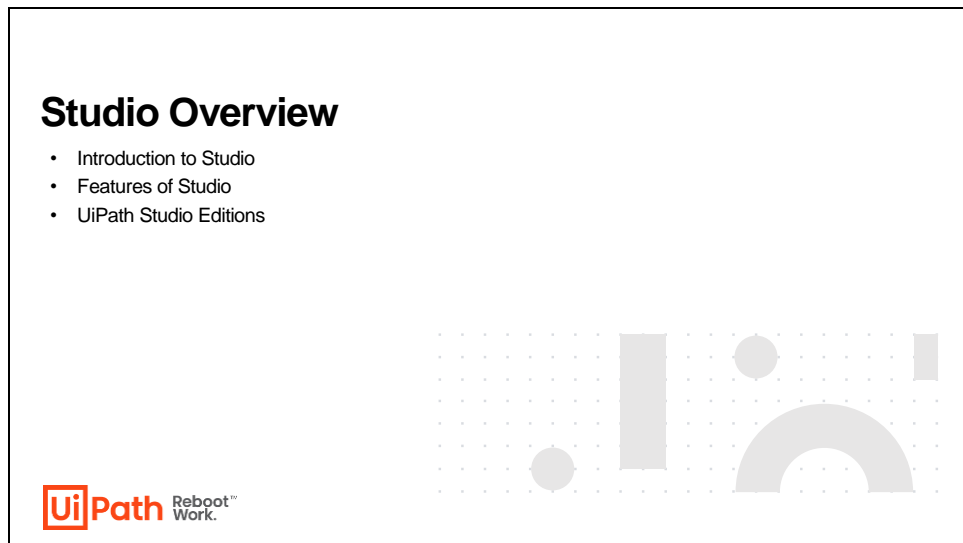 Studio Overview
• Introduction to Studio
• Features of Studio
• UiPath Studio Editions
UiPath Reboot™
Work.